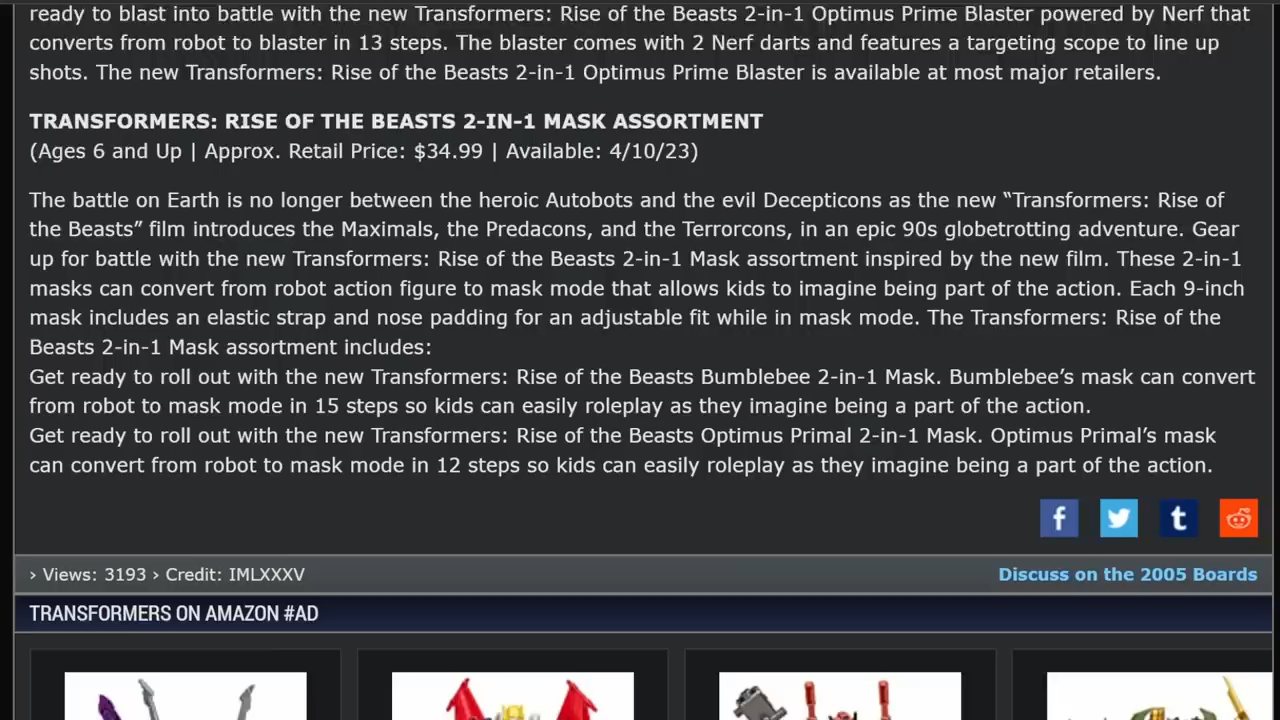 ready to blast into battle with the new Transformers: Rise of the Beasts 2-in-1 Optimus Prime Blaster powered by Nerf that
converts from robot to blaster in 13 steps. The blaster comes with 2 Nerf darts and features a targeting scope to line up
shots. The new Transformers: Rise of the Beasts 2-in-1 Optimus Prime Blaster is available at most major retailers.
TRANSFORMERS: RISE OF THE BEASTS 2-IN-1 MASK ASSORTMENT
(Ages 6 and Up | Approx. Retail Price: $34.99 | Available: 4/10/23)
The battle on Earth is no longer between the heroic Autobots and the evil Decepticons as the new “Transformers: Rise of
the Beasts” film introduces the Maximals, the Predacons, and the Terrorcons, in an epic 90s globetrotting adventure. Gear
up for battle with the new Transformers: Rise of the Beasts 2-in-1 Mask assortment inspired by the new film. These 2-in-1
masks can convert from robot action figure to mask mode that allows kids to imagine being part of the action. Each 9-inch
mask includes an elastic strap and nose padding for an adjustable fit while in mask mode. The Transformers: Rise of the
Beasts 2-in-1 Mask assortment includes:
Get ready to roll out with the new Transformers: Rise of the Beasts Bumblebee 2-in-1 Mask. Bumblebee’s mask can convert
from robot to mask mode in 15 steps so kids can easily roleplay as they imagine being a part of the action.
Get ready to roll out with the new Transformers: Rise of the Beasts Optimus Primal 2-in-1 Mask. Optimus Primal’s mask
can convert from robot to mask mode in 12 steps so kids can easily roleplay as they imagine being a part of the action.
f t
› Views: 3193 › Credit: IMLXXXV Discuss on the 2005 Boards
TRANSFORMERS ON AMAZON #AD